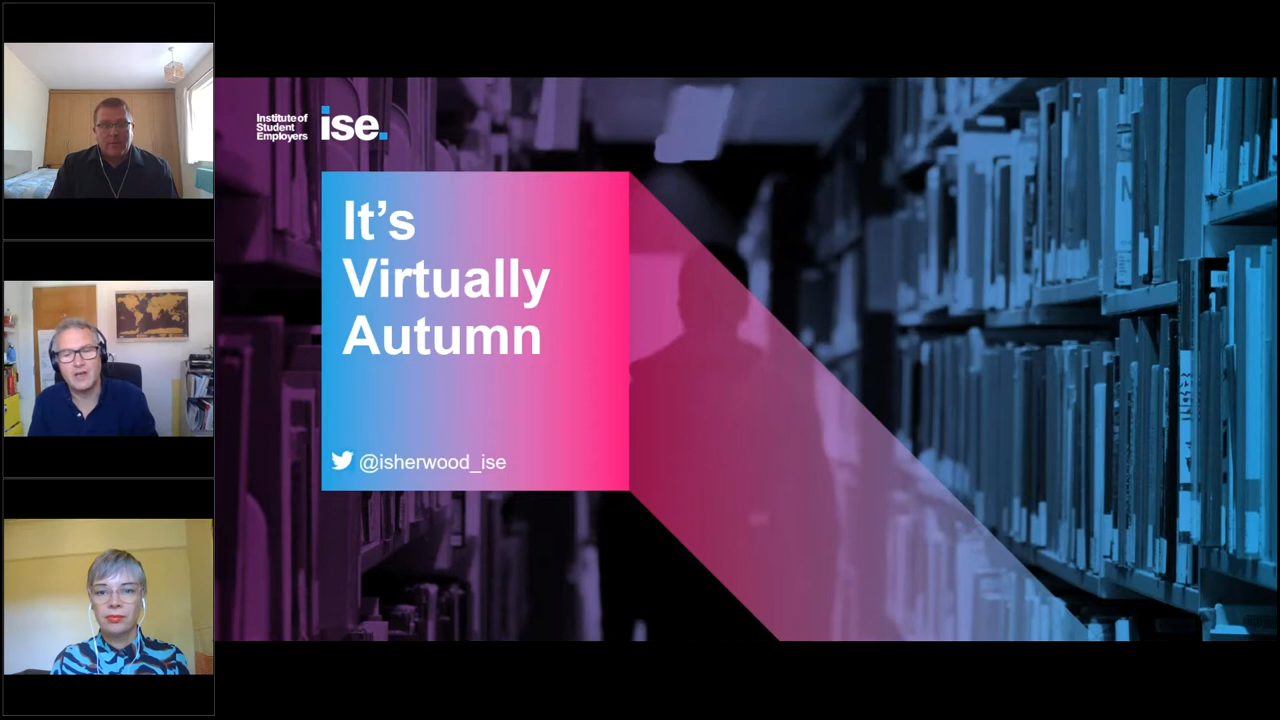 Institute of
Student
Employers
ise.
It's
Virtually
Autumn
@isherwood_ise